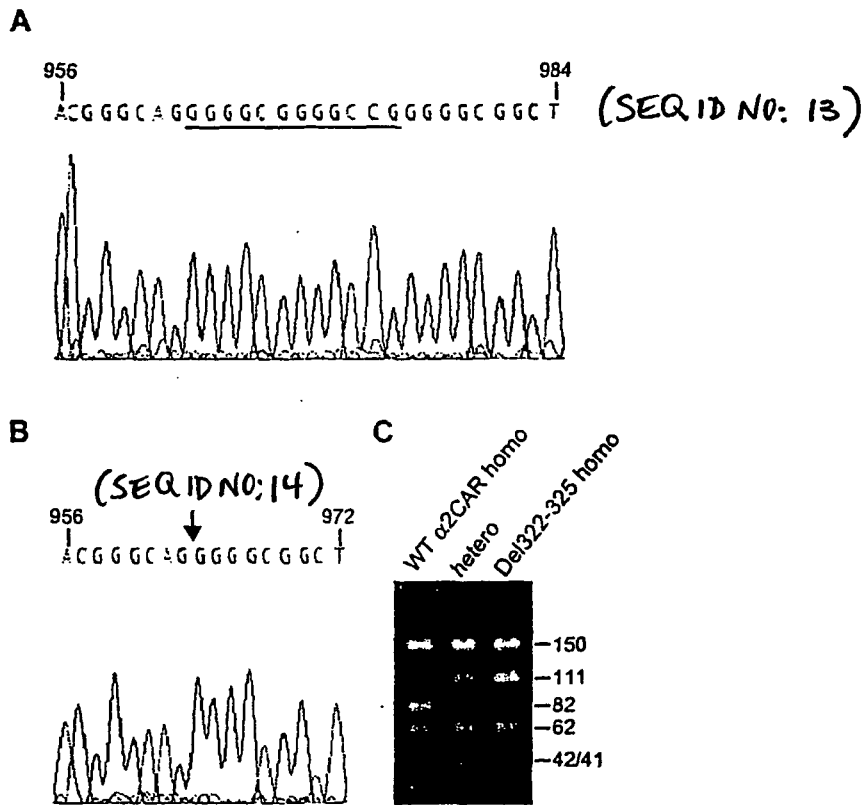 A
956 984
ACGGGCAGGGGGCGGGGCCGGGGGCGGCT (SEQ ID NO: 13)
B
(SEQ ID NO: 14)
956 972
ACGGGCAGGGGGCGGCT
C
WT α2CAR homo
hetero
Del322-325 homo
150
111
82
62
42/41